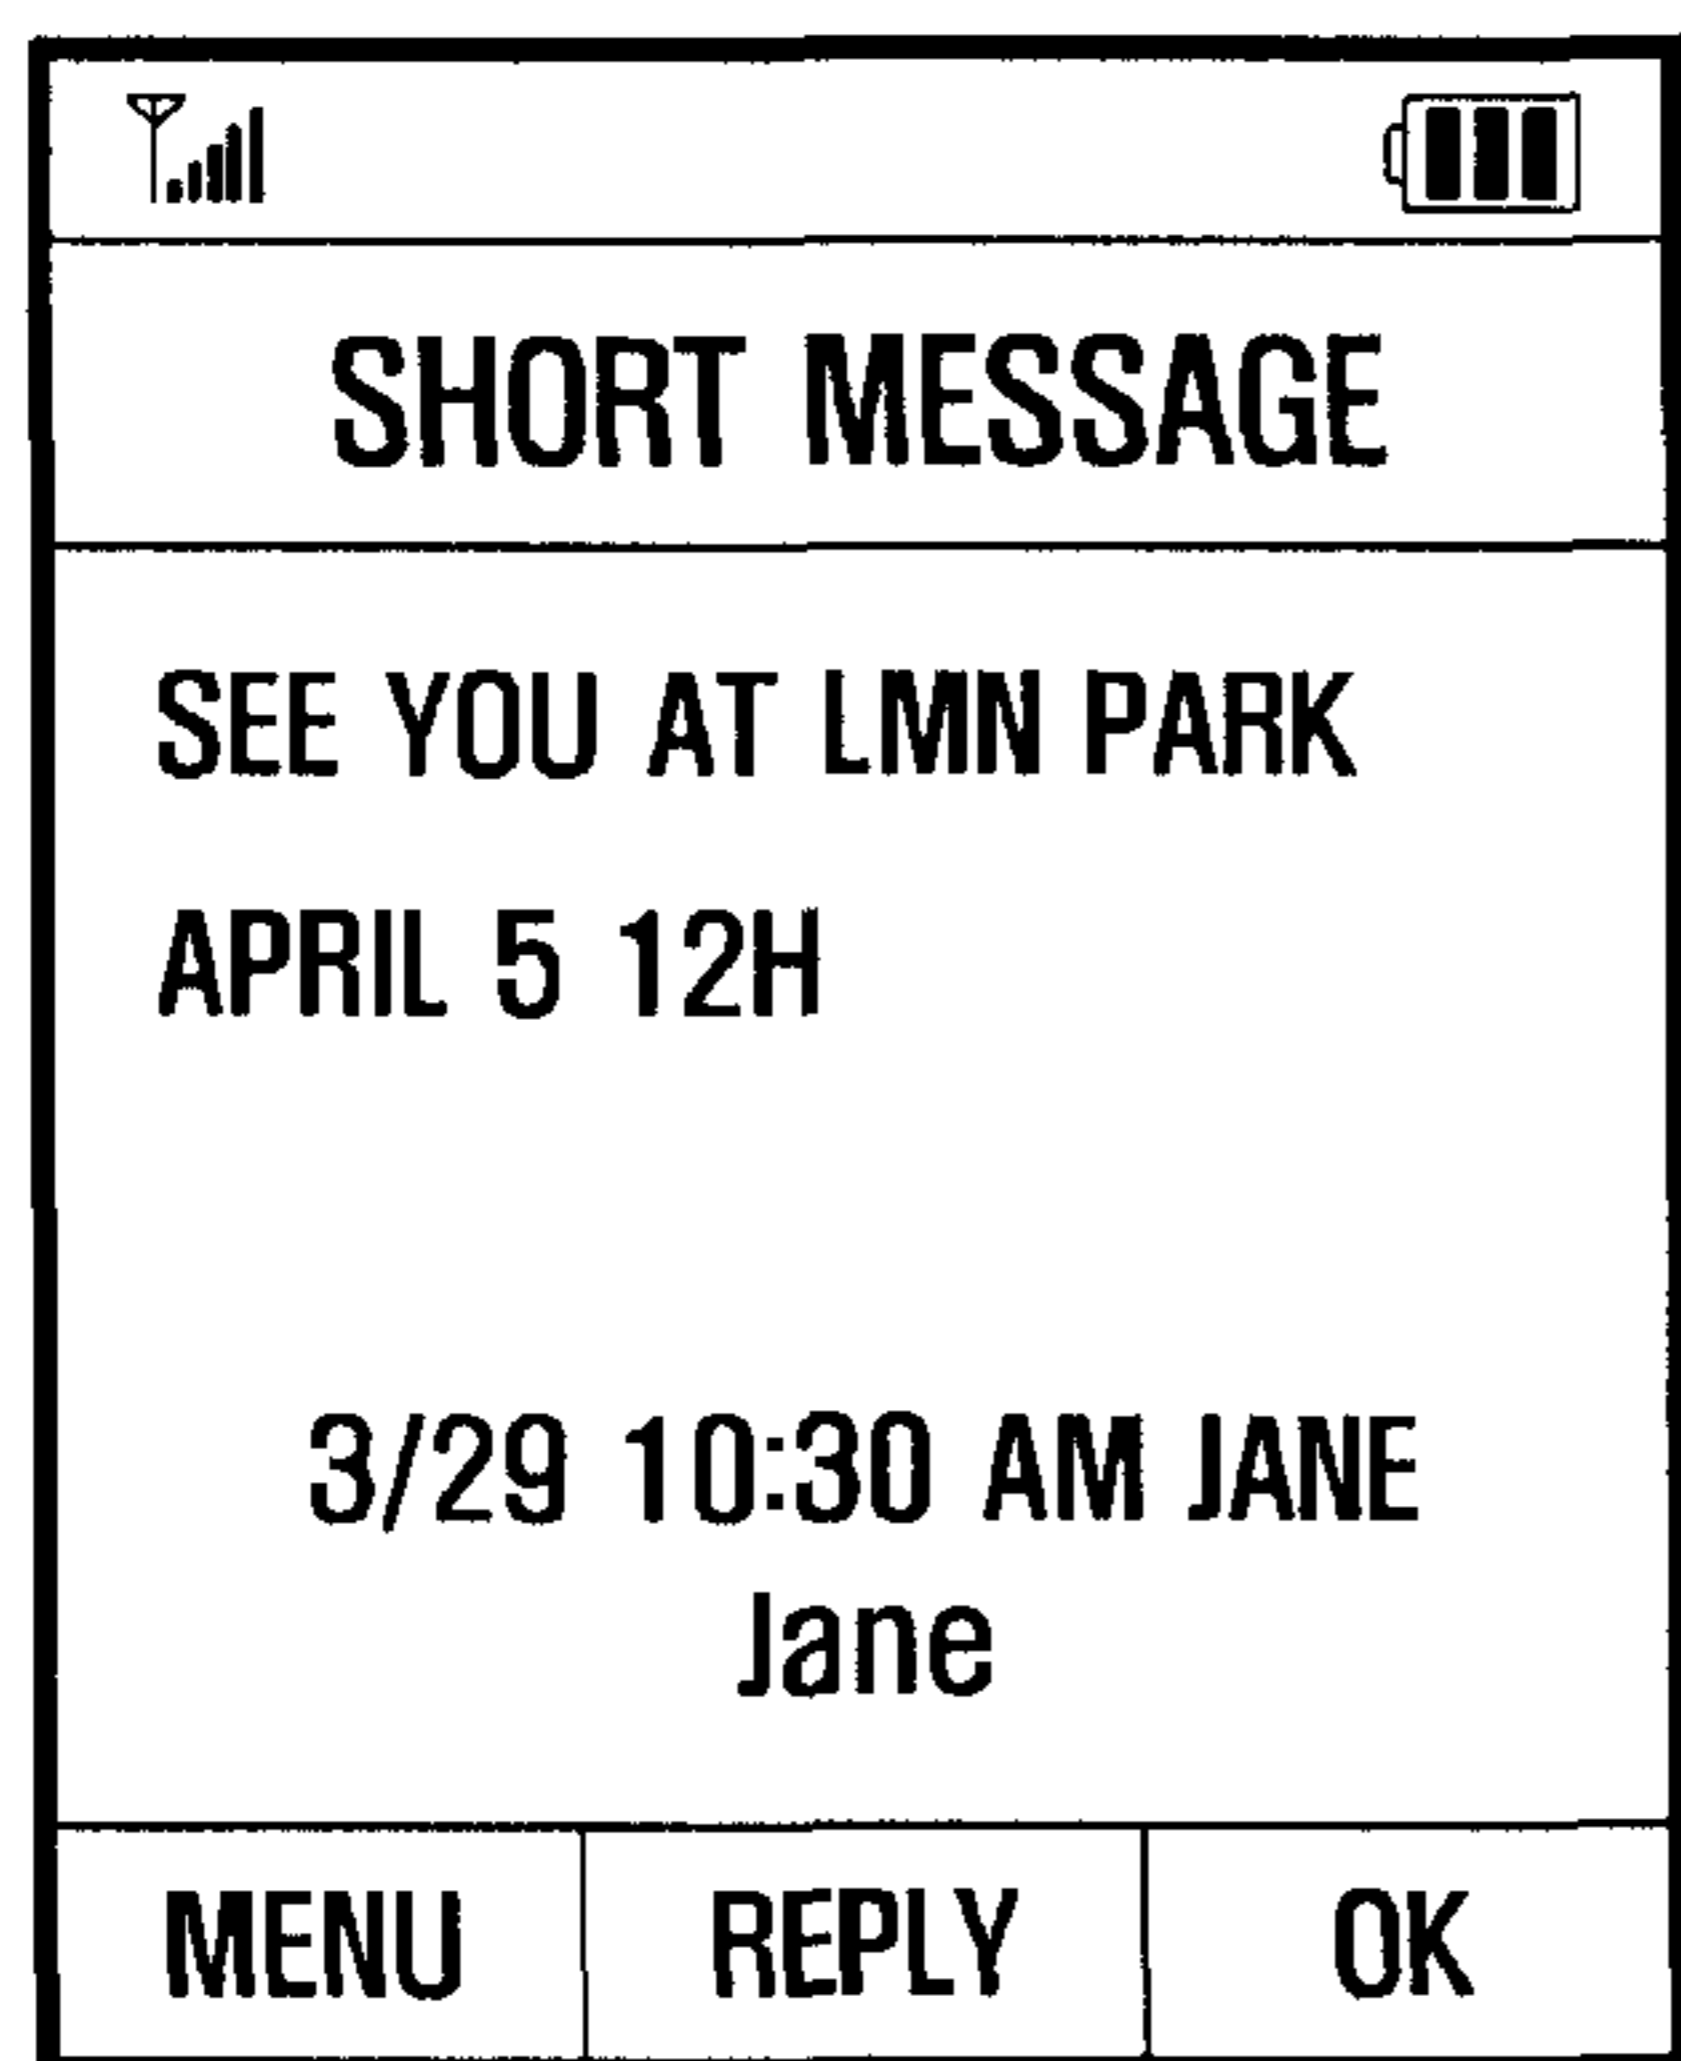 SHORT MESSAGE
SEE YOU AT LMN PARK
APRIL 5 12H
3/29 10:30 AM JANE
Jane
MENU REPLY OK